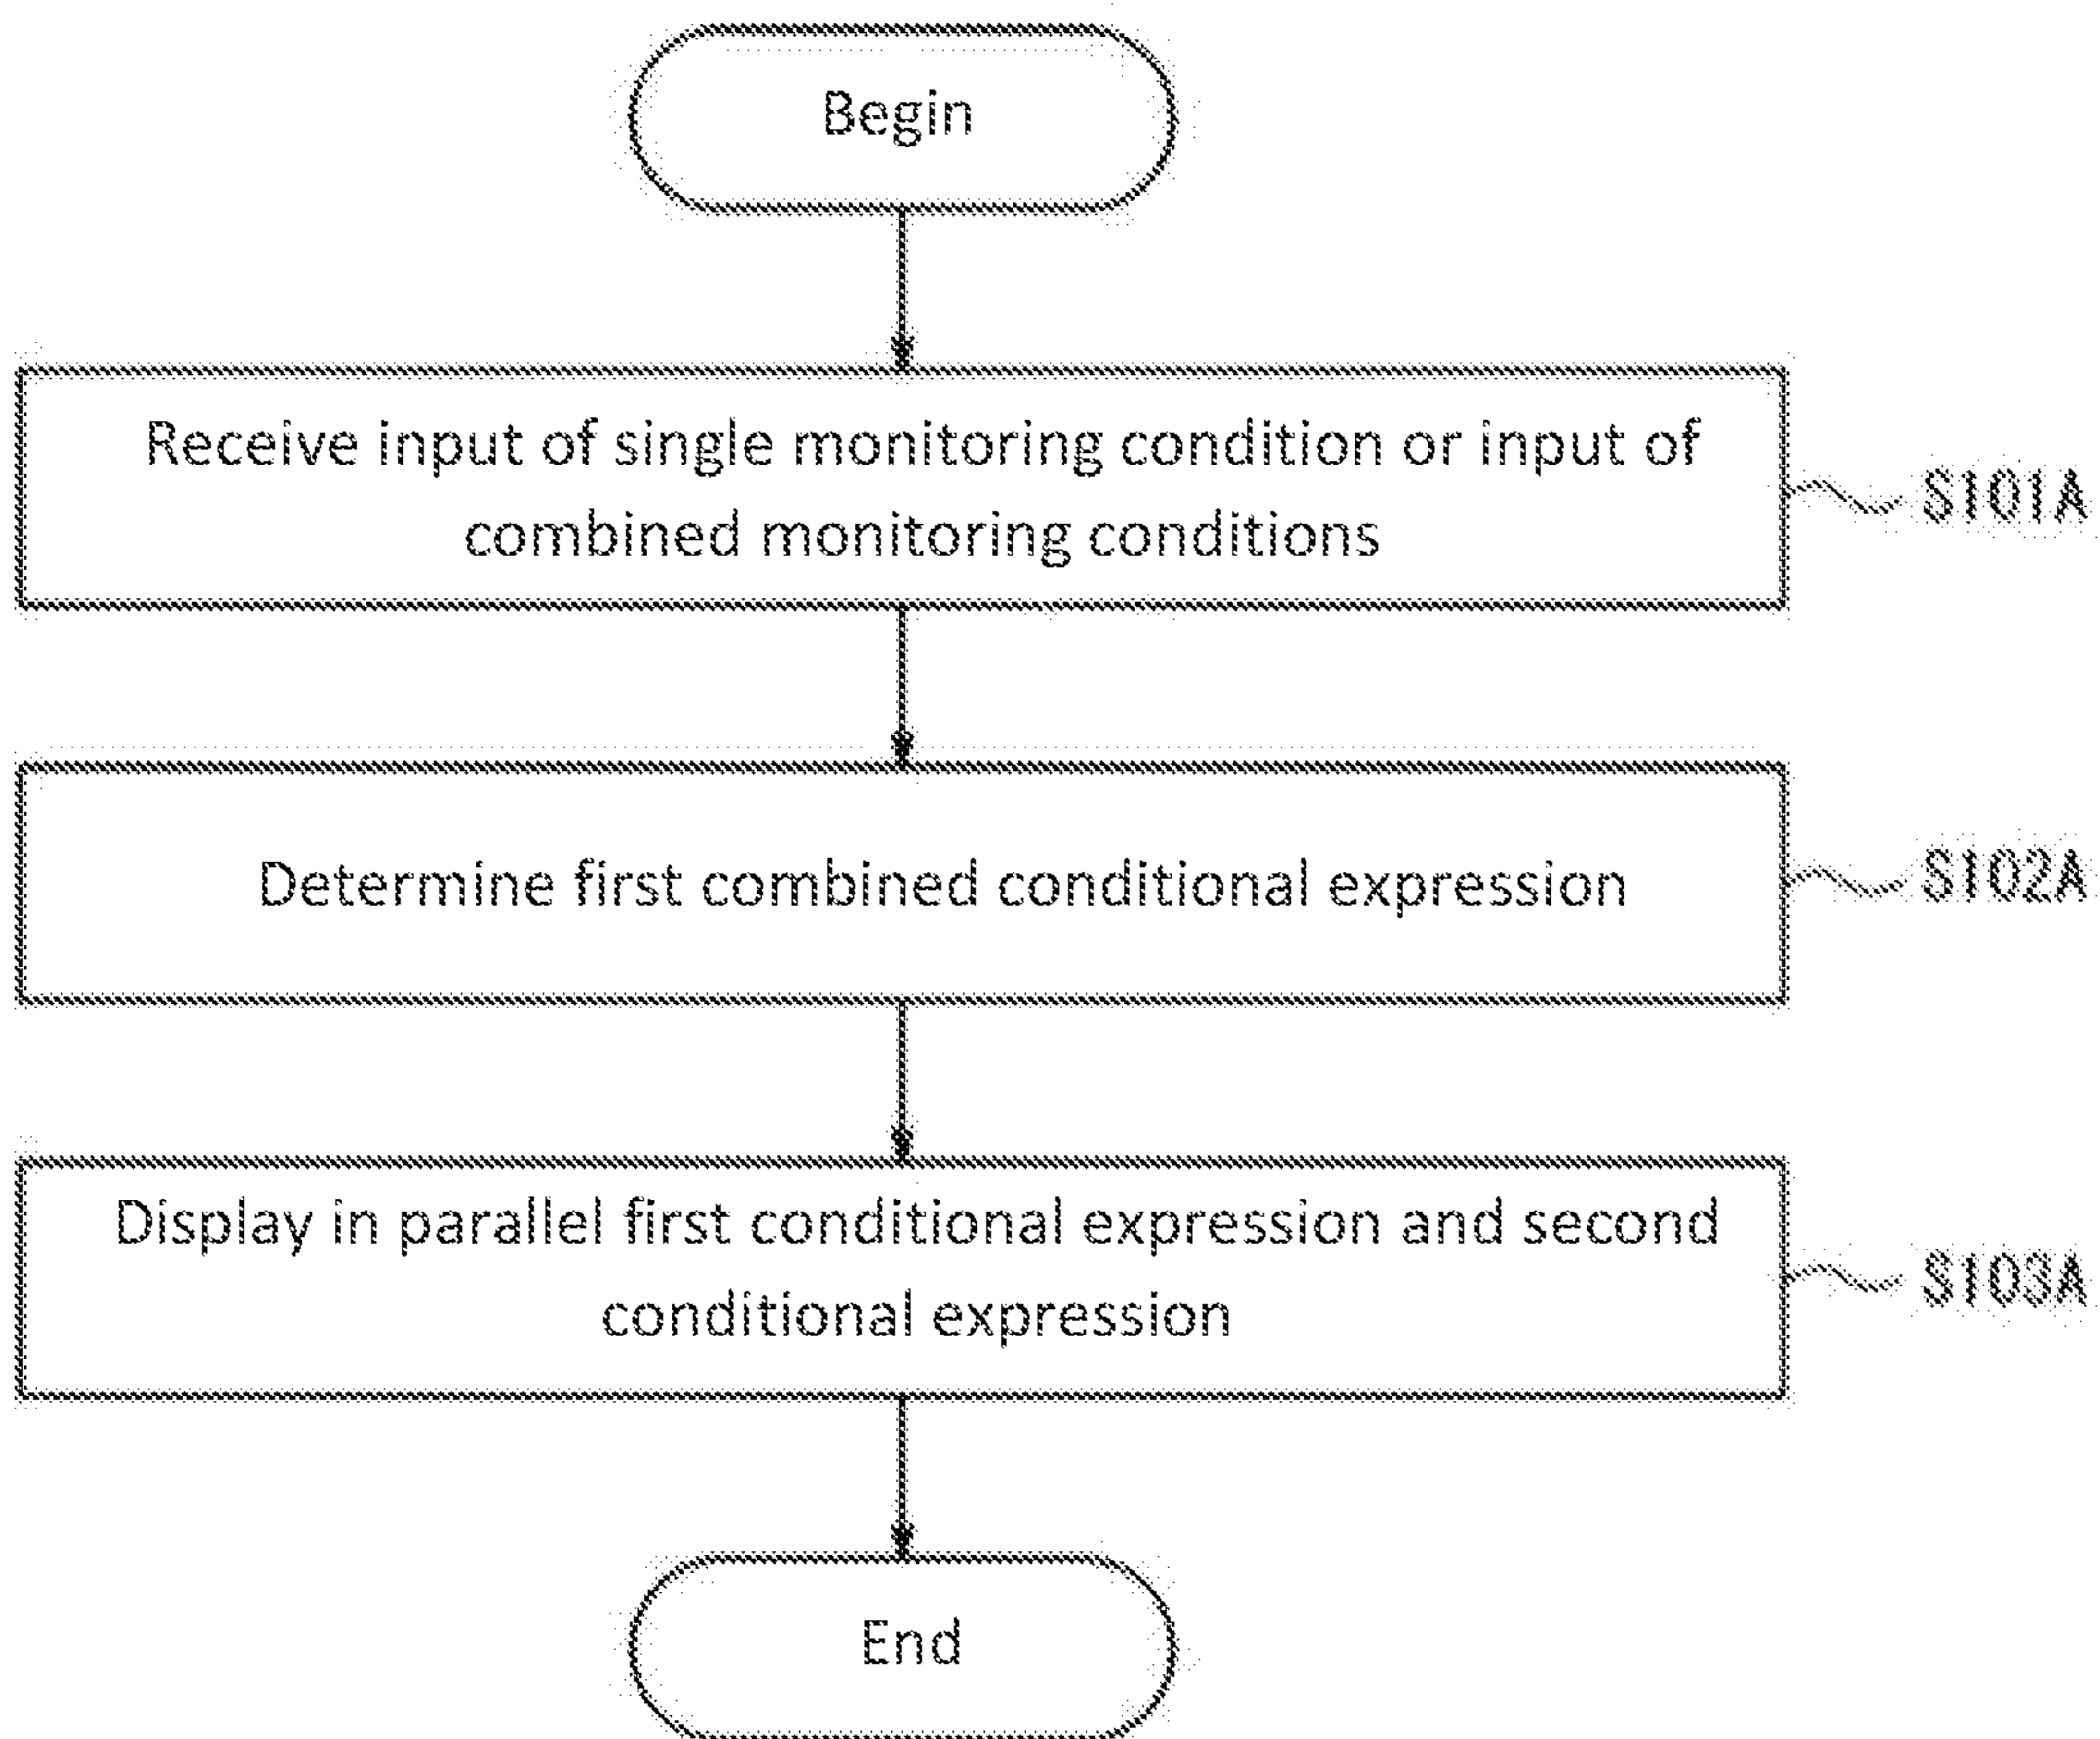 Begin
Receive input of single monitoring condition or input of
combined monitoring conditions
S101A
Determine first combined conditional expression
S102A
Display in parallel first conditional expression and second
conditional expression
S103A
End